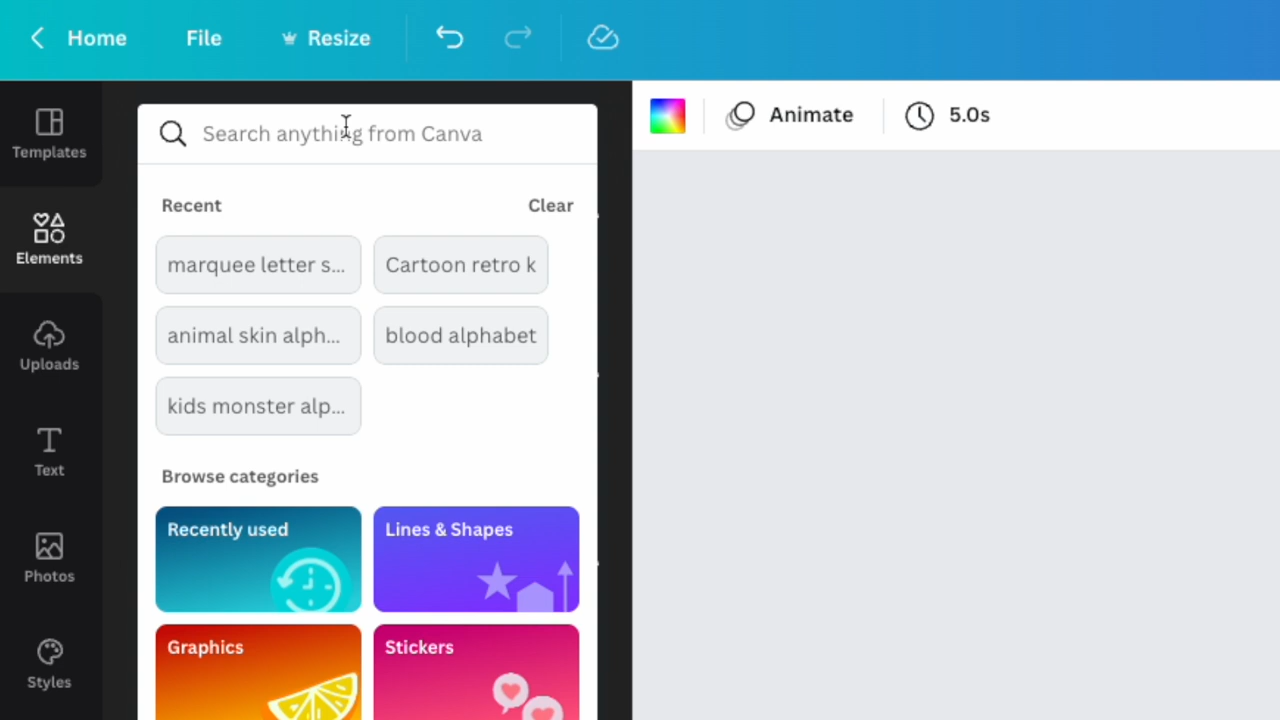 Home File Resize
Templates
Elements
Uploads
Text
Photos
Styles
Search anything from Canva
Recent Clear
marquee letter s... Cartoon retro k
animal skin alph... blood alphabet
kids monster alp...
Browse categories
Recently used Lines & Shapes
Graphics Stickers
Animate 5.0s